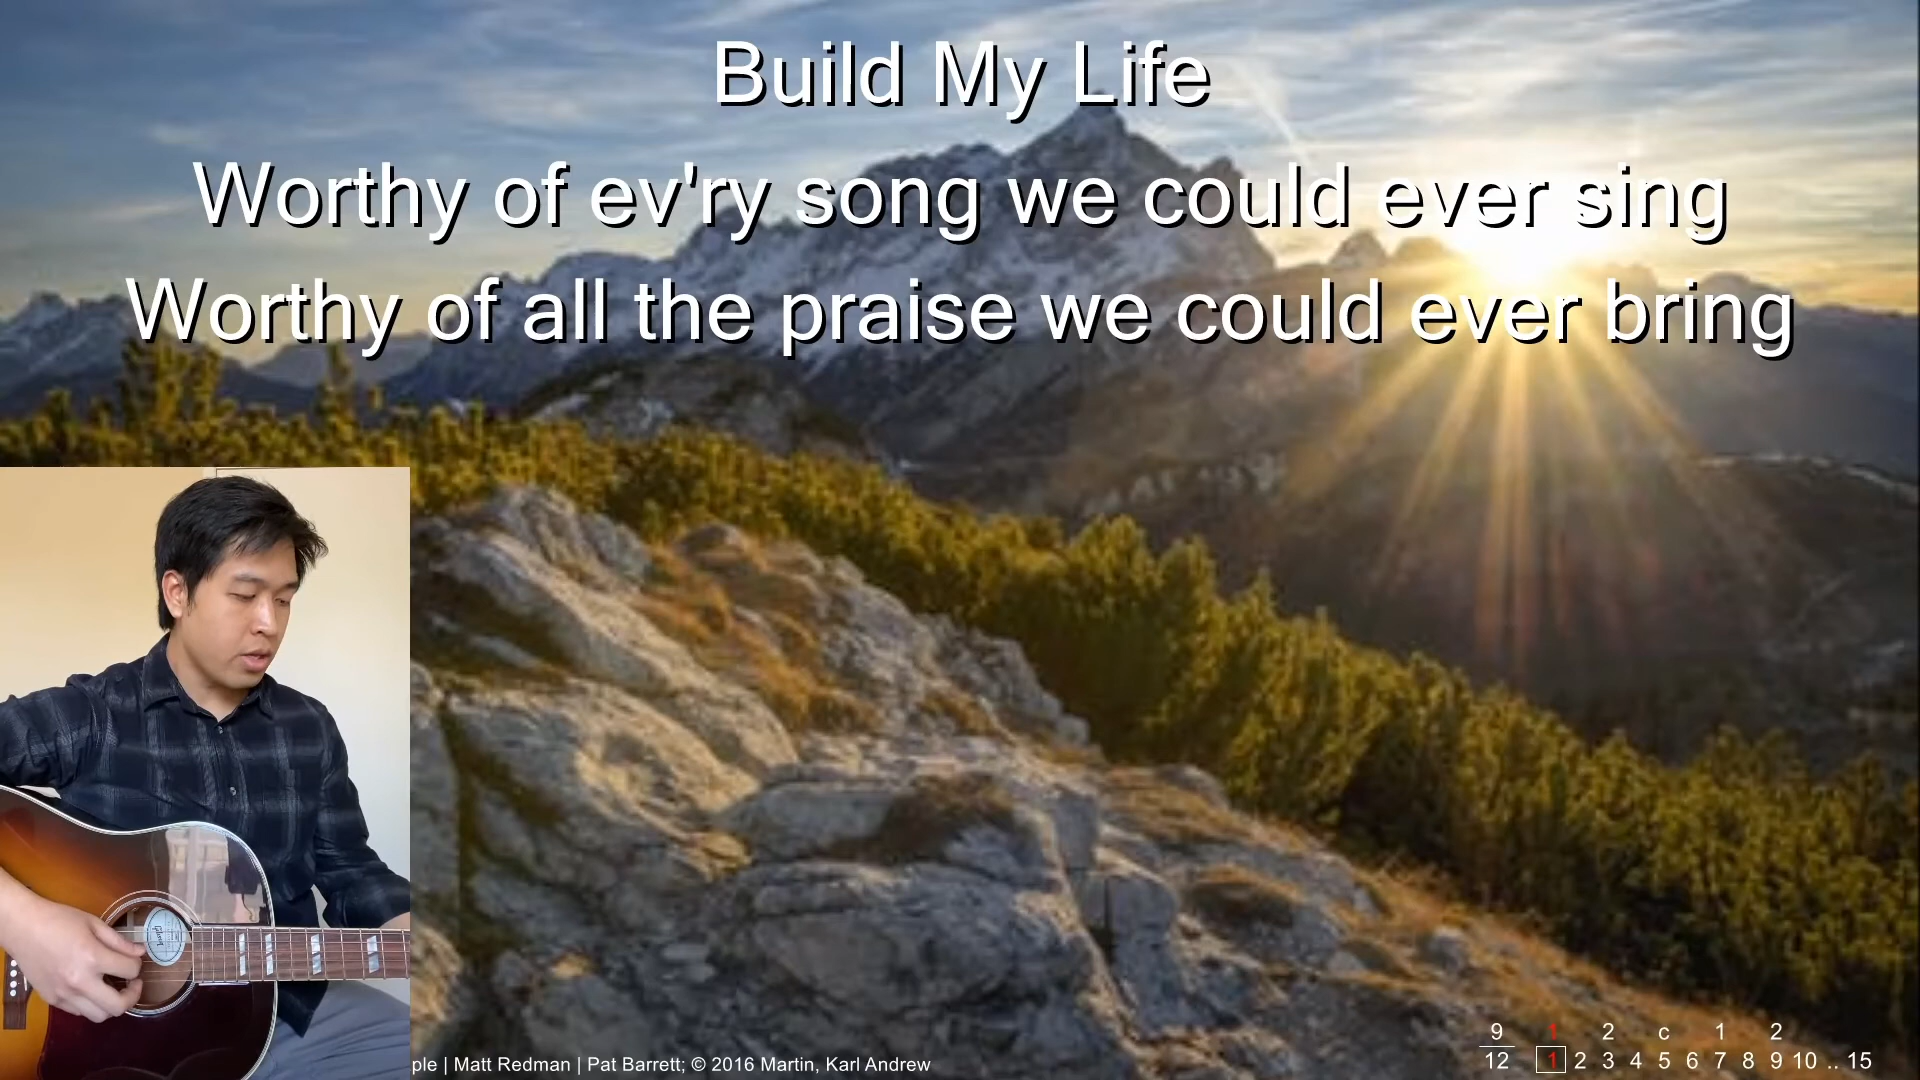 Build My Life
Worthy of ev'ry song we could ever sing
Worthy of all the praise we could ever bring
ple | Matt Redman | Pat Barrett; © 2016 Martin, Karl Andrew
9 1 2 c 1 2
12 1 2 3 4 5 6 7 8 9 10 .. 15